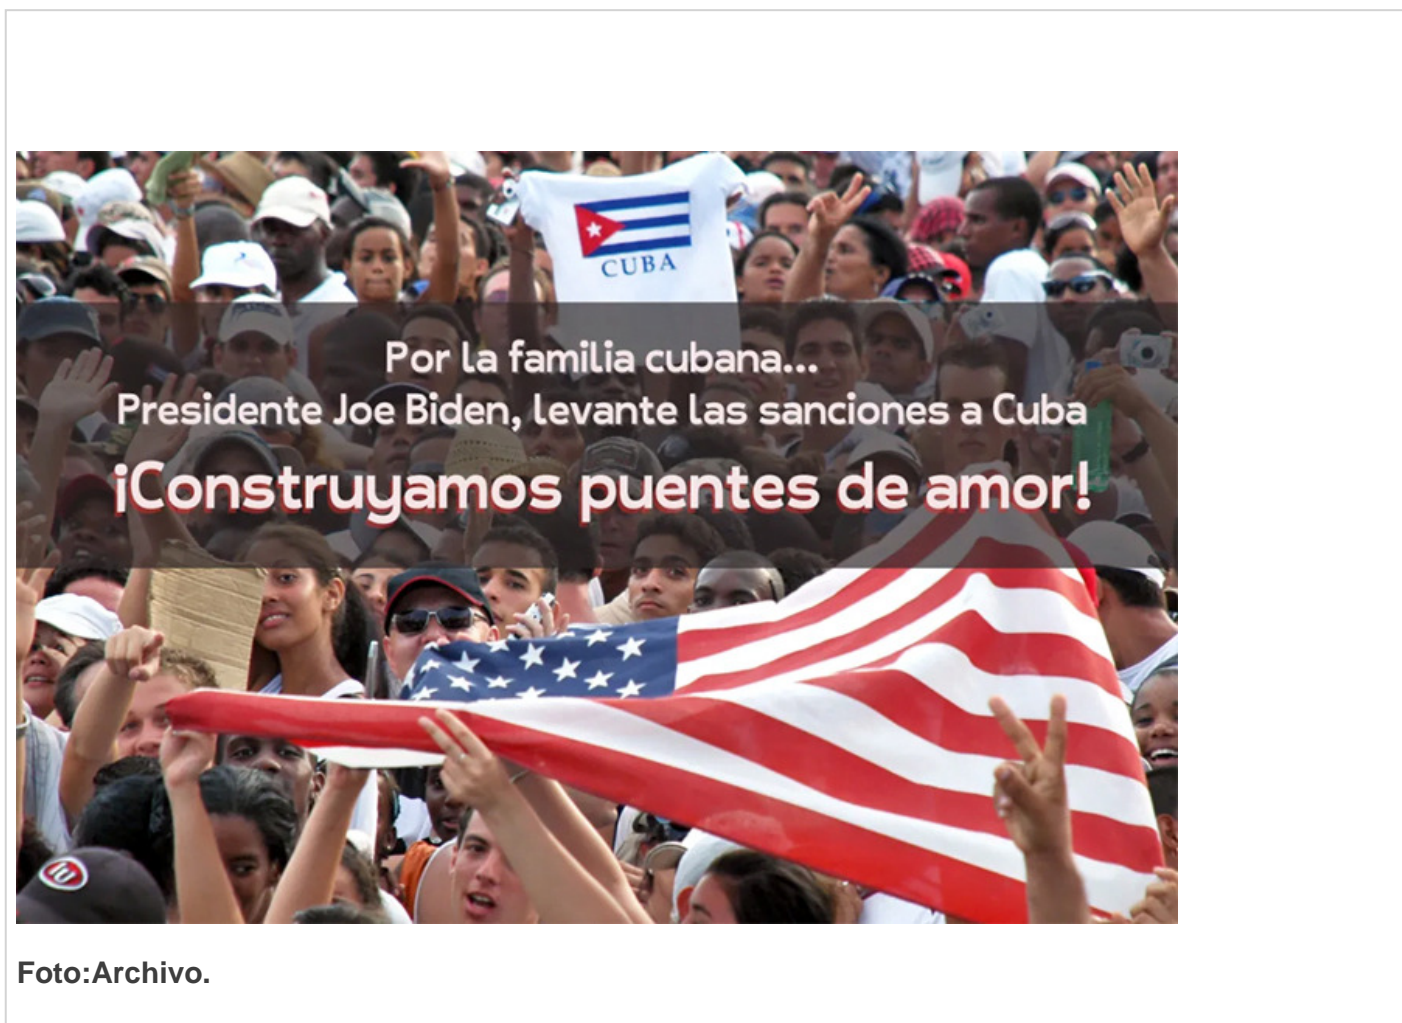 CUBA
Por la familia cubana...
Presidente Joe Biden, levante las sanciones a Cuba
¡Construyamos puentes de amor!
Foto:Archivo.